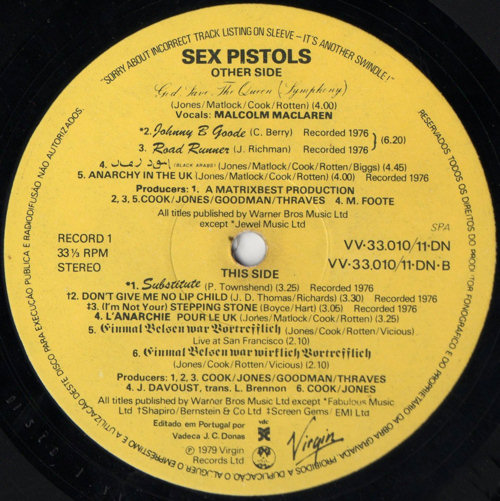 "SORRY ABOUT INCORRECT TRACK LISTING ON SLEEVE – IT'S ANOTHER SWINDLE!"
SEX PISTOLS
OTHER SIDE
God Save The Queen (Symphony)
(Jones/Matlock/Cook/Rotten) (4.00)
Vocals: MALCOLM MACLAREN
*2. Johnny B Goode (C. Berry) Recorded 1976
3. Road Runner (J. Richman) Recorded 1976 } (6.20)
4. (BLACK ARABS) (Jones/Matlock/Cook/Rotten/Biggs) (4.45)
5. ANARCHY IN THE UK (Jones/Matlock/Cook/Rotten) (4.00) Recorded 1976
Producers: 1. A MATRIXBEST PRODUCTION
2, 3, 5. COOK/JONES/GOODMAN/THRAVES 4. M. FOOTE
All titles published by Warner Bros Music Ltd
except *Jewel Music Ltd
SPA
RECORD 1
33⅓ RPM
STEREO
VV-33.010/11-DN
VV-33.010/11-DN-B
THIS SIDE
*1. Substitute (P. Townshend) (3.25) Recorded 1976
†2. DON'T GIVE ME NO LIP CHILD (J. D. Thomas/Richards) (3.30) Recorded 1976
‡3. (I'm Not Your) STEPPING STONE (Boyce/Hart) (3.05) Recorded 1976
4. L'ANARCHIE POUR LE UK (Jones/Matlock/Cook/Rotten) (3.25)
5. Einmal Belsen war Vortrefflich (Jones/Cook/Rotten/Vicious)
Live at San Francisco (2.10)
6. Einmal Belsen war wirklich Vortrefflich
(Jones/Cook/Rotten/Vicious) (2.10)
Producers: 1, 2, 3. COOK/JONES/GOODMAN/THRAVES
4. J. DAVOUST, trans. L. Brennon 6. COOK/JONES
All titles published by Warner Bros Music Ltd except *Fabulous Music
Ltd †Shapiro/Bernstein & Co Ltd ‡Screen Gems/EMI Ltd
Editado em Portugal por
Vadeca J. C. Donas
vdc
℗ 1979 Virgin
Records Ltd
Virgin
RESERVADOS TODOS OS DIREITOS DO PRODUTOR FONOGRÁFICO E DO PROPRIETÁRIO DA OBRA GRAVADA. PROIBIDOS A DUPLICAÇÃO O ALUGUER O EMPRÉSTIMO E A UTILIZAÇÃO DESTE DISCO PARA EXECUÇÃO PÚBLICA E RADIODIFUSÃO NÃO AUTORIZADOS.